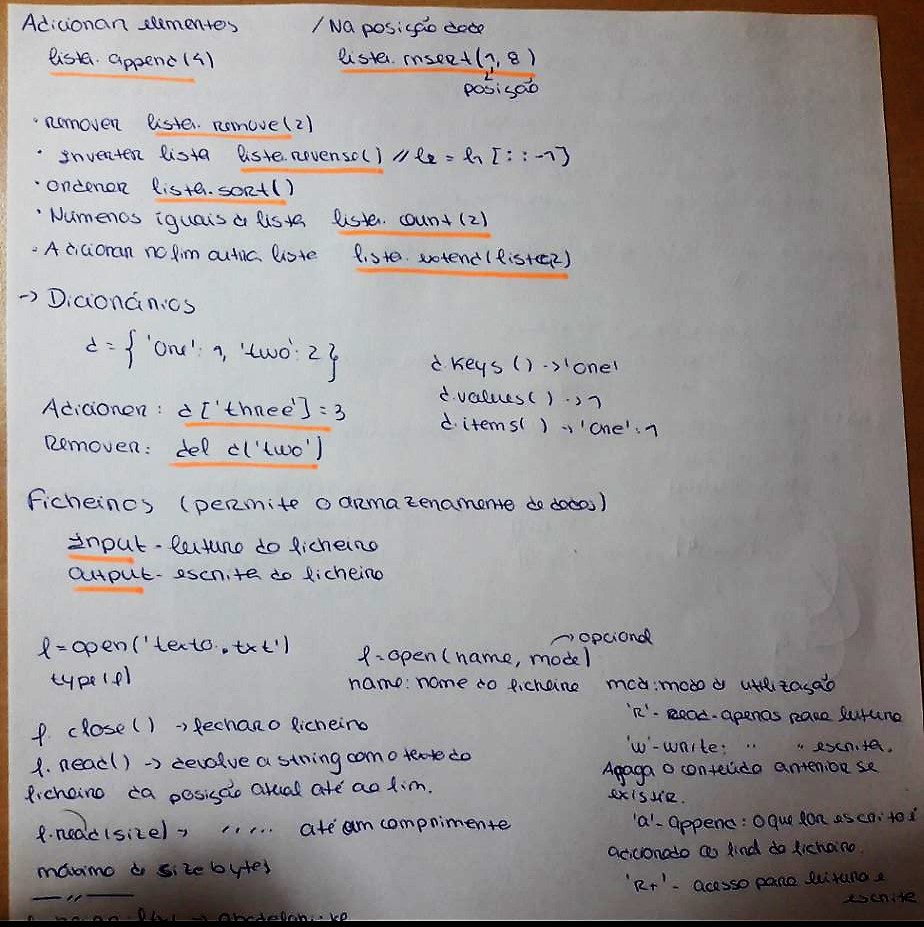 Adicionar elementos /Na posição dada
lista.append(4) lista.insert(1, 8)
posição
· Remover lista.remove(2)
· Inverter lista lista.reverse() // l2 = l1 [: : -1]
· Ordenar lista.sort()
· Números iguais à lista lista.count(2)
· Adicionar no fim outra lista lista.extend(lista2)
-> Dicionários
d = { 'One': 1, 'two': 2 }
d.keys() -> 'one'
d.values() -> 1
d.items() -> 'One': 1
Adicionar: d['three'] = 3
Remover: del d['two']
Ficheiros (permite o armazenamento de dados)
Input - leitura do ficheiro
Output - escrita do ficheiro
f=open('texto.txt')
type(f)
f.close() -> fechar o ficheiro
f.read() -> devolve a string com o texto do
ficheiro da posição atual até ao fim.
f.read(size) -> " " ... até um comprimento
máximo de size bytes
— " —
-> opcional
f=open(name, mode)
name: nome do ficheiro mod: modo de utilização
'R' - Read - apenas para leitura
'w' - write: " " escrita.
Apaga o conteúdo anterior se
existir.
'a' - append: o que for escrito é
adicionado ao final do ficheiro.
'R+' - acesso para leitura e
escrita